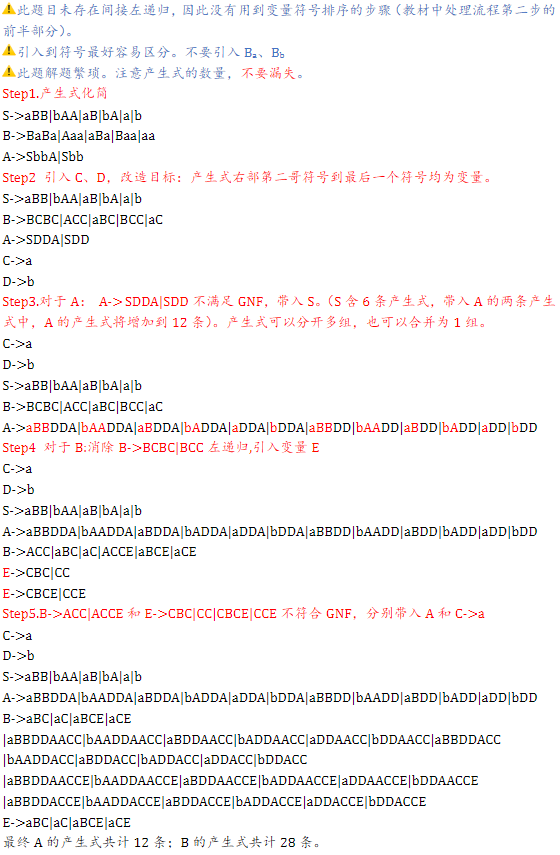 ⚠此题目未存在间接左递归，因此没有用到变量符号排序的步骤（教材中处理流程第二步的
前半部分）。
⚠引入到符号最好容易区分。不要引入 Bₐ、B_b
⚠此题解题繁琐。注意产生式的数量，不要漏失。
Step1.产生式化简
S->aBB|bAA|aB|bA|a|b
B->BaBa|Aaa|aBa|Baa|aa
A->SbbA|Sbb
Step2 引入 C、D，改造目标：产生式右部第二哥符号到最后一个符号均为变量。
S->aBB|bAA|aB|bA|a|b
B->BCBC|ACC|aBC|BCC|aC
A->SDDA|SDD
C->a
D->b
Step3.对于 A： A-> SDDA|SDD 不满足 GNF，带入 S。（S 含 6 条产生式，带入 A 的两条产生
式中，A 的产生式将增加到 12 条）。产生式可以分开多组，也可以合并为 1 组。
C->a
D->b
S->aBB|bAA|aB|bA|a|b
B->BCBC|ACC|aBC|BCC|aC
A->aBBDDA|bAADDA|aBDDA|bADDA|aDDA|bDDA|aBBDD|bAADD|aBDD|bADD|aDD|bDD
Step4 对于 B:消除 B->BCBC|BCC 左递归,引入变量 E
C->a
D->b
S->aBB|bAA|aB|bA|a|b
A->aBBDDA|bAADDA|aBDDA|bADDA|aDDA|bDDA|aBBDD|bAADD|aBDD|bADD|aDD|bDD
B->ACC|aBC|aC|ACCE|aBCE|aCE
E->CBC|CC
E->CBCE|CCE
Step5.B->ACC|ACCE 和 E->CBC|CC|CBCE|CCE 不符合 GNF，分别带入 A 和 C->a
C->a
D->b
S->aBB|bAA|aB|bA|a|b
A->aBBDDA|bAADDA|aBDDA|bADDA|aDDA|bDDA|aBBDD|bAADD|aBDD|bADD|aDD|bDD
B->aBC|aC|aBCE|aCE
|aBBDDAACC|bAADDAACC|aBDDAACC|bADDAACC|aDDAACC|bDDAACC|aBBDDACC
|bAADDACC|aBDDACC|bADDACC|aDDACC|bDDACC
|aBBDDAACCE|bAADDAACCE|aBDDAACCE|bADDAACCE|aDDAACCE|bDDAACCE
|aBBDDACCE|bAADDACCE|aBDDACCE|bADDACCE|aDDACCE|bDDACCE
E->aBC|aC|aBCE|aCE
最终 A 的产生式共计 12 条；B 的产生式共计 28 条。